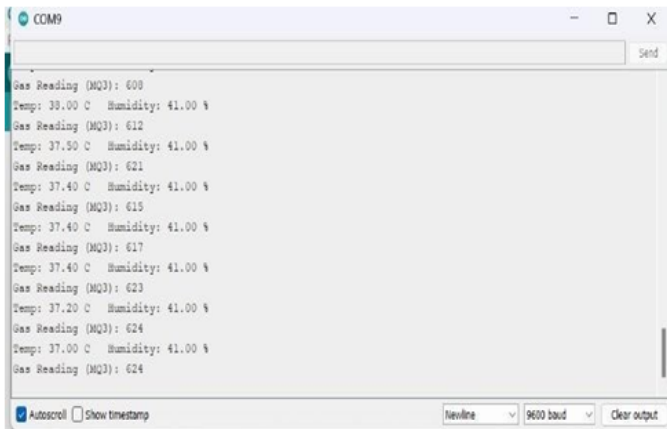 COM9
Send
Gas Reading (MQ3): 608
Temp: 38.00 C Humidity: 41.00 %
Gas Reading (MQ3): 612
Temp: 37.50 C Humidity: 41.00 %
Gas Reading (MQ3): 621
Temp: 37.40 C Humidity: 41.00 %
Gas Reading (MQ3): 615
Temp: 37.40 C Humidity: 41.00 %
Gas Reading (MQ3): 617
Temp: 37.40 C Humidity: 41.00 %
Gas Reading (MQ3): 623
Temp: 37.20 C Humidity: 41.00 %
Gas Reading (MQ3): 624
Temp: 37.00 C Humidity: 41.00 %
Gas Reading (MQ3): 624
Autoscroll Show timestamp Newline 9600 baud Clear output